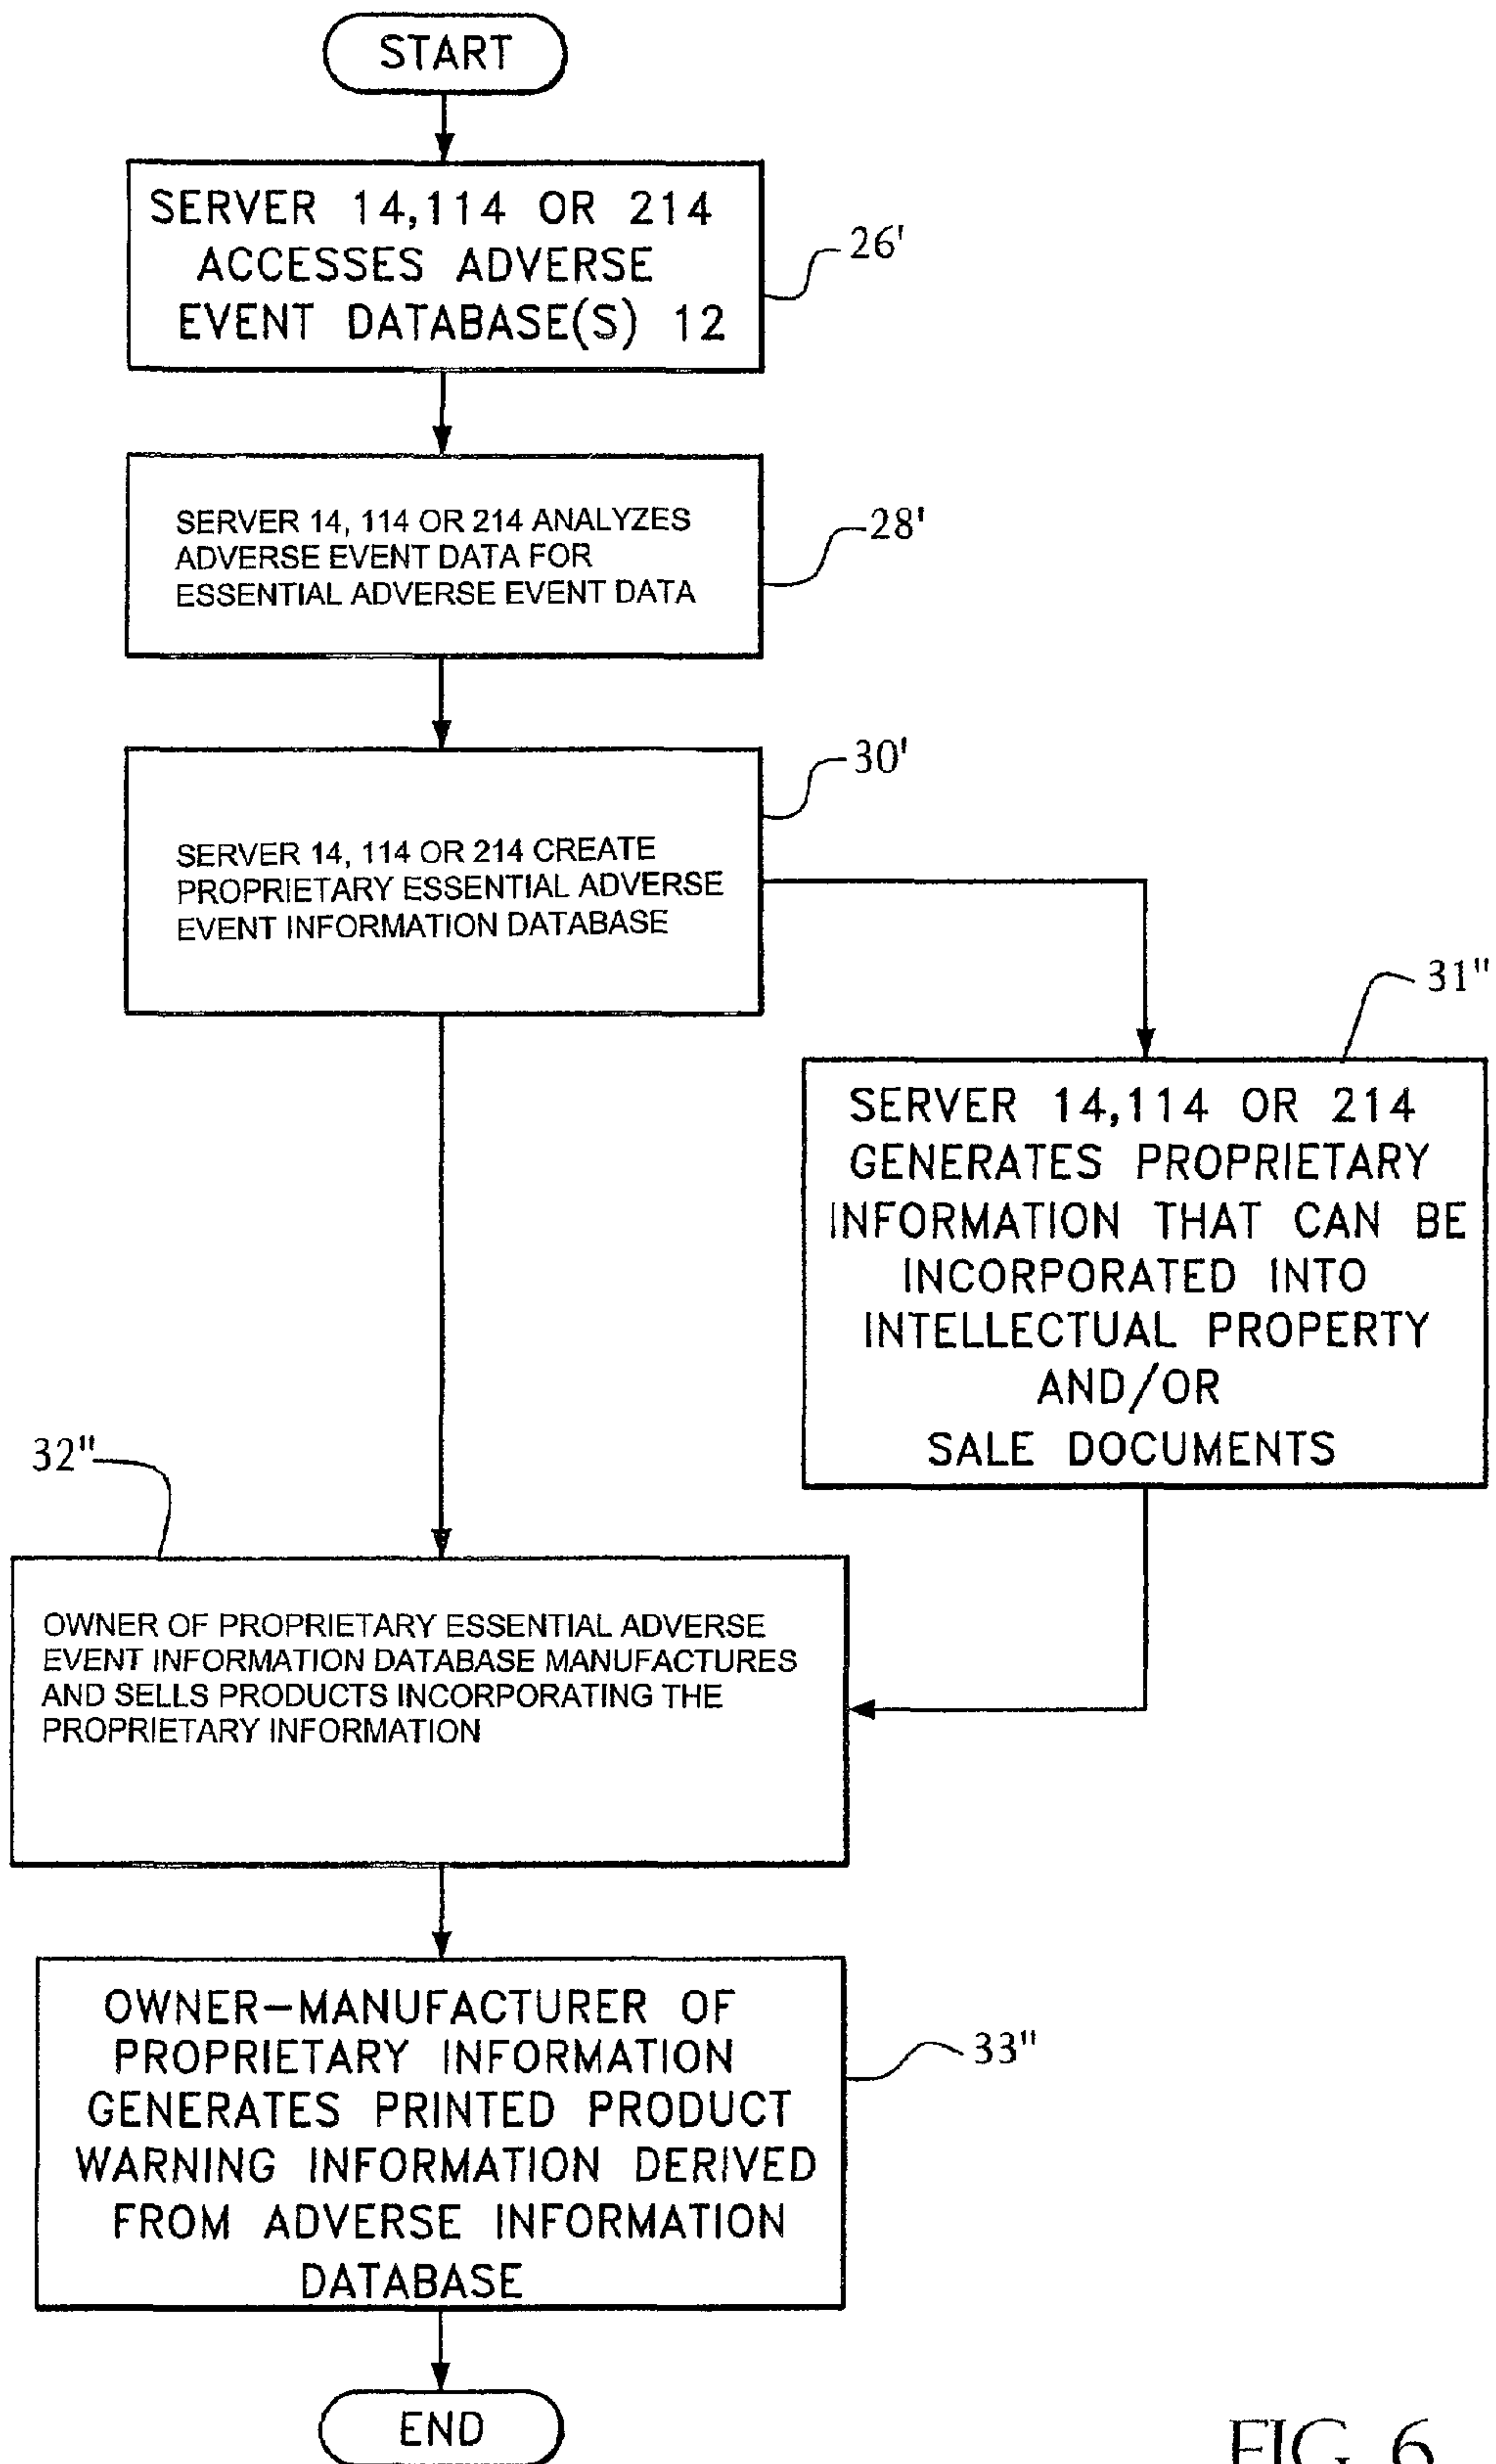 START
SERVER 14,114 OR 214
ACCESSES ADVERSE
EVENT DATABASE(S) 12
26'
SERVER 14, 114 OR 214 ANALYZES
ADVERSE EVENT DATA FOR
ESSENTIAL ADVERSE EVENT DATA
28'
30'
SERVER 14, 114 OR 214 CREATE
PROPRIETARY ESSENTIAL ADVERSE
EVENT INFORMATION DATABASE
31"
SERVER 14,114 OR 214
GENERATES PROPRIETARY
INFORMATION THAT CAN BE
INCORPORATED INTO
INTELLECTUAL PROPERTY
AND/OR
SALE DOCUMENTS
32"
OWNER OF PROPRIETARY ESSENTIAL ADVERSE
EVENT INFORMATION DATABASE MANUFACTURES
AND SELLS PRODUCTS INCORPORATING THE
PROPRIETARY INFORMATION
OWNER-MANUFACTURER OF
PROPRIETARY INFORMATION
GENERATES PRINTED PRODUCT
WARNING INFORMATION DERIVED
FROM ADVERSE INFORMATION
DATABASE
33"
END
FIG. 6